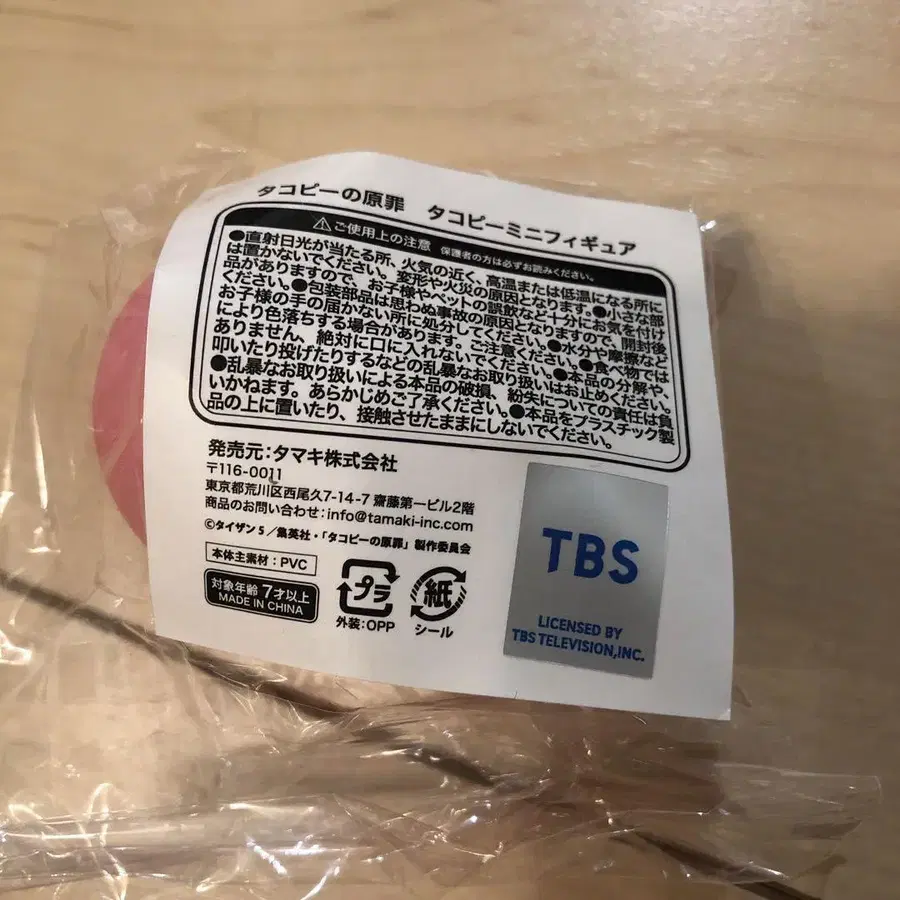 タコピーの原罪　タコピーミニフィギュア
ご使用上の注意 保護者の方は必ずお読みください。
●直射日光が当たる所、火気の近く、高温または低温になる所に
は置かないでください。変形や火災の原因となります。●小さな部
品がありますので、お子様やペットの誤飲など十分にお気を付け
ください。●包装部品は思わぬ事故の原因となりますので、開封後
お子様の手の届かない所に処分してください。●水分や摩擦など
により色落ちする場合があります。ご注意ください。●食べ物では
ありません、絶対に口に入れないでください。●本品の分解や、
叩いたり投げたりするなどの乱暴なお取り扱いはお止めください。
●乱暴なお取り扱いによる本品の破損、紛失についての責任は負
いかねます。あらかじめご了承ください。●本品をプラスチック製
品の上に置いたり、接触させたままにしないでください。
発売元：タマキ株式会社
〒116-0011
東京都荒川区西尾久7-14-7 齋藤第一ビル2階
商品のお問い合わせ：info@tamaki-inc.com
©タイザン5／集英社・「タコピーの原罪」製作委員会
本体主素材：PVC
対象年齢 7才以上
MADE IN CHINA
プラ
外装：OPP
紙
シール
TBS
LICENSED BY
TBS TELEVISION,INC.